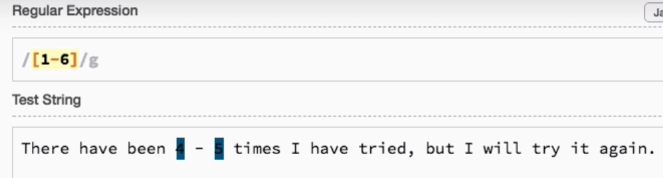 Regular Expression
Ja
/[1-6]/g
Test String
There have been 4 - 5 times I have tried, but I will try it again.